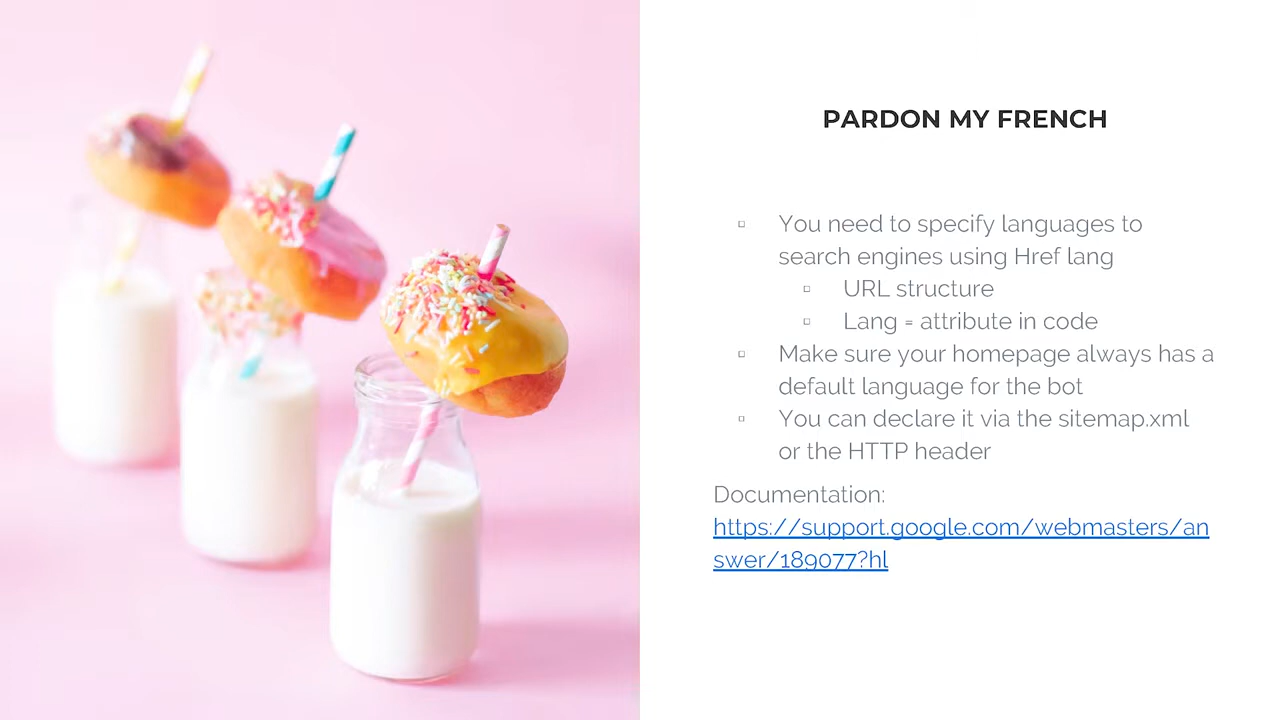 PARDON MY FRENCH
▫ You need to specify languages to
search engines using Href lang
▫ URL structure
▫ Lang = attribute in code
▫ Make sure your homepage always has a
default language for the bot
▫ You can declare it via the sitemap.xml
or the HTTP header
Documentation:
https://support.google.com/webmasters/an
swer/189077?hl